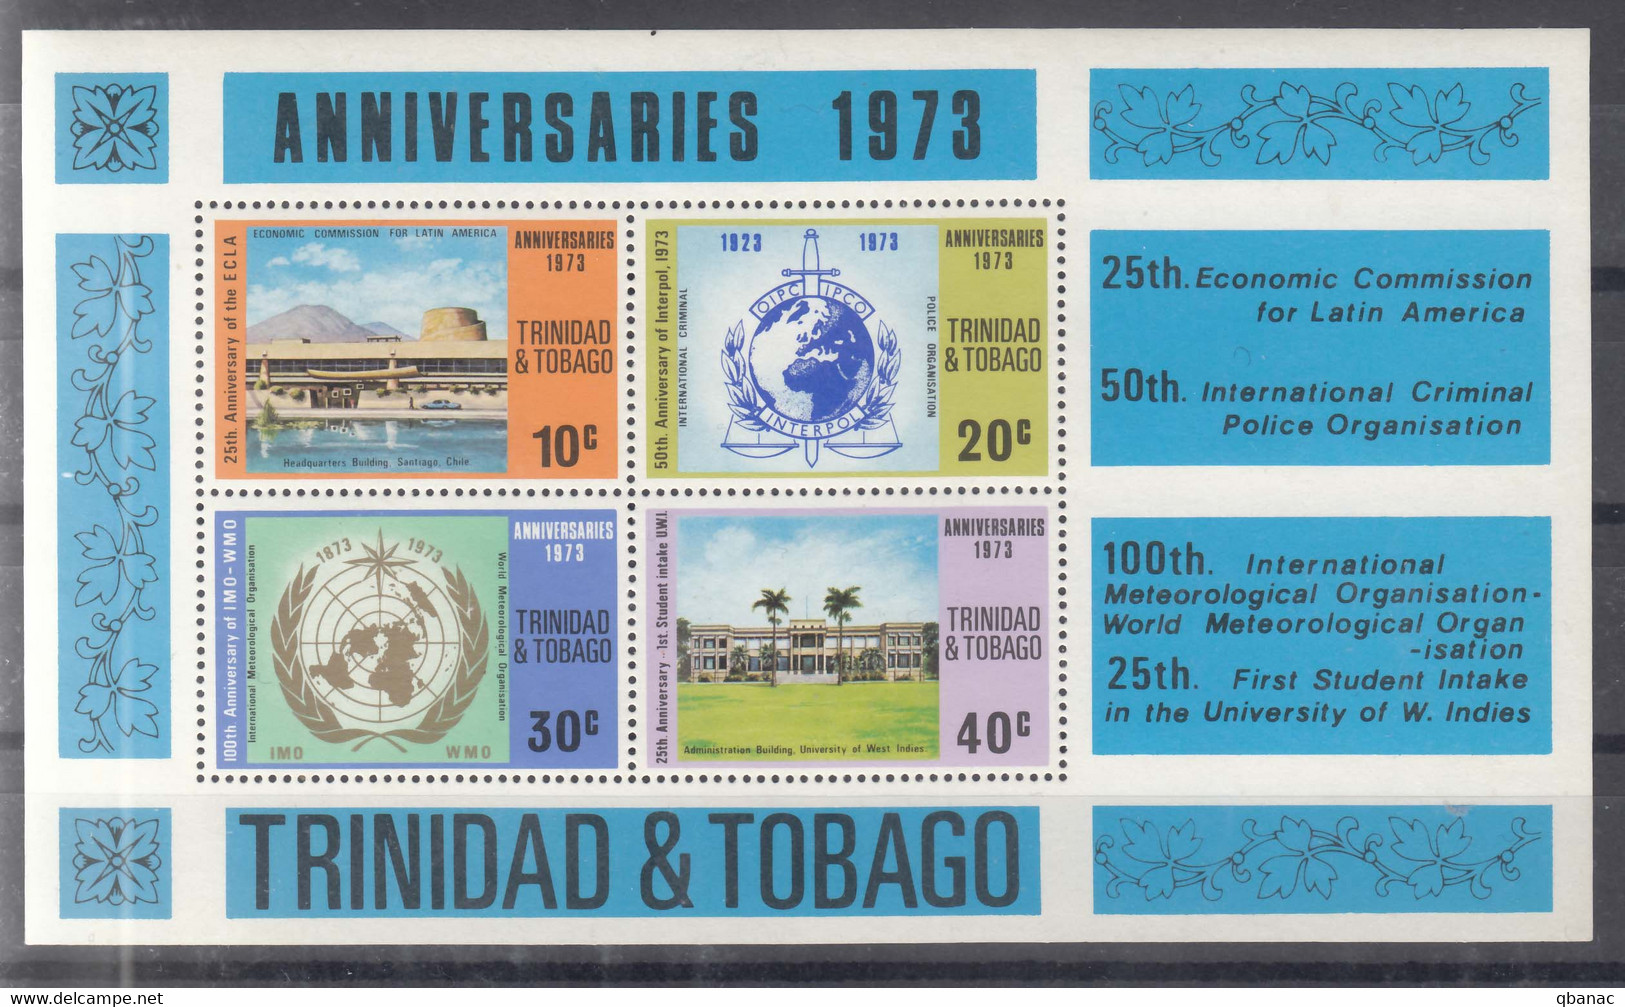 ANNIVERSARIES 1973
ECONOMIC COMMISSION FOR LATIN AMERICA
25th. Anniversary of the ECLA
ANNIVERSARIES
1973
TRINIDAD
& TOBAGO
10c
Headquarters Building, Santiago, Chile.
50th. Anniversary of Interpol, 1973
INTERNATIONAL CRIMINAL
POLICE ORGANISATION
1923 1973
OIPC ICPO
INTERPOL
ANNIVERSARIES
1973
TRINIDAD
& TOBAGO
20c
100th Anniversary of IMO-WMO
International Meteorological Organisation
World Meteorological Organisation
1873 1973
IMO WMO
ANNIVERSARIES
1973
TRINIDAD
& TOBAGO
30c
25th. Anniversary - 1st. Student intake U.W.I.
Administration Building, University of West Indies.
ANNIVERSARIES
1973
TRINIDAD
& TOBAGO
40c
25th. Economic Commission
for Latin America
50th. International Criminal
Police Organisation
100th. International
Meteorological Organisation-
World Meteorological Organ
-isation
25th. First Student Intake
in the University of W. Indies
TRINIDAD & TOBAGO
delcampe.net
qbanac